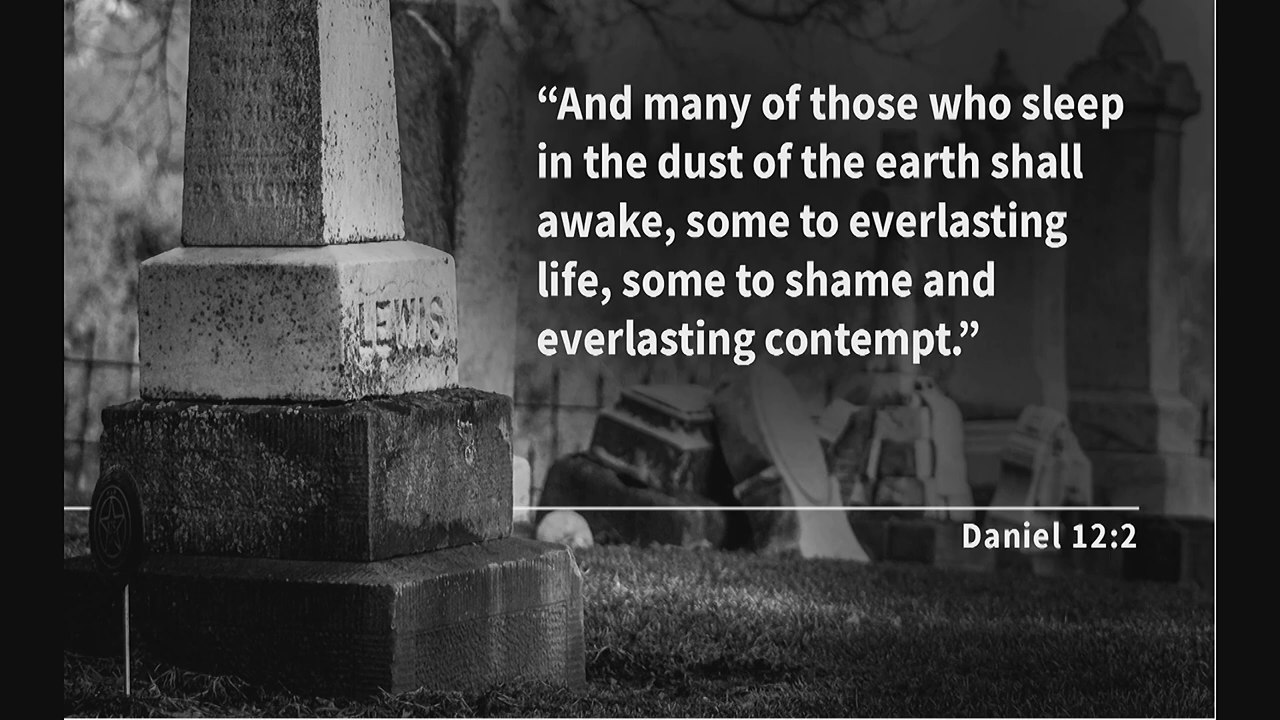 “And many of those who sleep
in the dust of the earth shall
awake, some to everlasting
life, some to shame and
everlasting contempt.”
LEWIS
Daniel 12:2